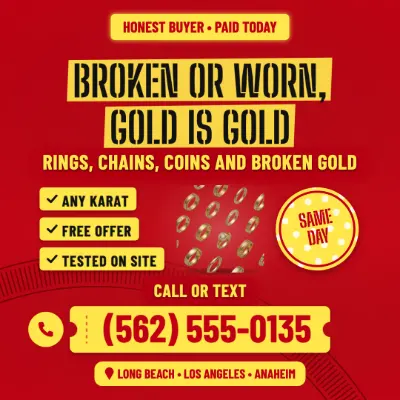 HONEST BUYER • PAID TODAY
BROKEN OR WORN,
GOLD IS GOLD
RINGS, CHAINS, COINS AND BROKEN GOLD
ANY KARAT
FREE OFFER
TESTED ON SITE
SAME
DAY
CALL OR TEXT
(562) 555-0135
LONG BEACH • LOS ANGELES • ANAHEIM